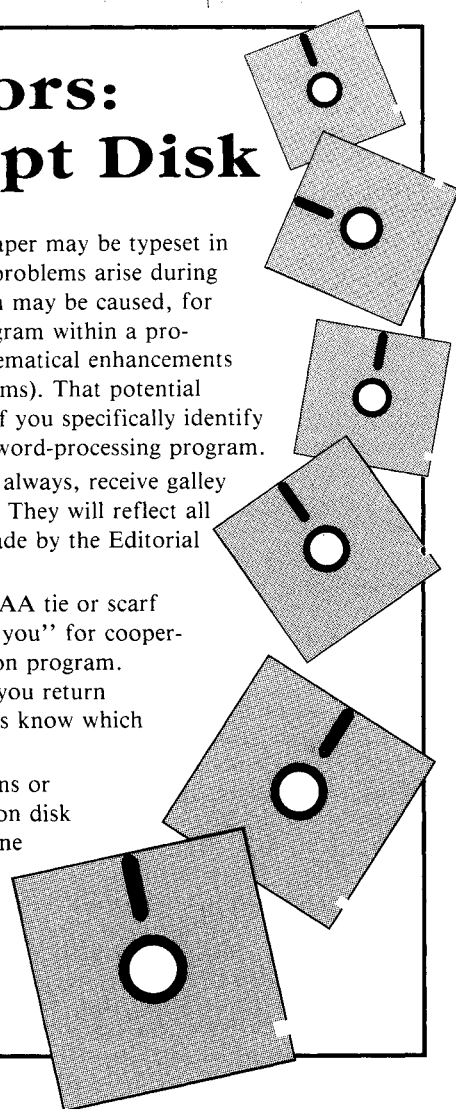 ors:
pt Disk
aper may be typeset in
problems arise during
may be caused, for
gram within a pro-
ematical enhancements
ms). That potential
f you specifically identify
word-processing program.
always, receive galley
They will reflect all
ade by the Editorial
AA tie or scarf
you" for cooper-
on program.
you return
s know which
ns or
on disk
ne